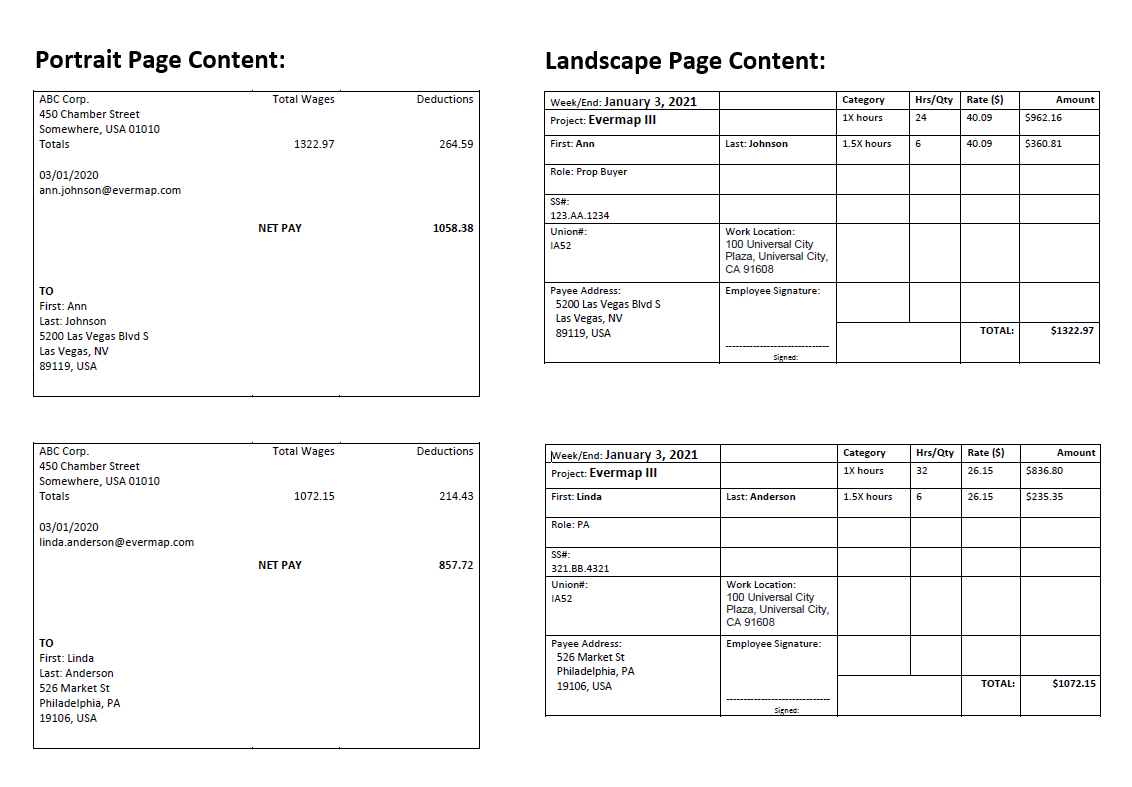 Portrait Page Content:
ABC Corp. Total Wages Deductions
450 Chamber Street
Somewhere, USA 01010
Totals 1322.97 264.59
03/01/2020
ann.johnson@evermap.com
NET PAY 1058.38
TO
First: Ann
Last: Johnson
5200 Las Vegas Blvd S
Las Vegas, NV
89119, USA
ABC Corp. Total Wages Deductions
450 Chamber Street
Somewhere, USA 01010
Totals 1072.15 214.43
03/01/2020
linda.anderson@evermap.com
NET PAY 857.72
TO
First: Linda
Last: Anderson
526 Market St
Philadelphia, PA
19106, USA
Landscape Page Content:
Week/End: January 3, 2021 Category Hrs/Qty Rate ($) Amount
Project: Evermap III 1X hours 24 40.09 $962.16
First: Ann Last: Johnson 1.5X hours 6 40.09 $360.81
Role: Prop Buyer
SS#:
123.AA.1234
Union#: Work Location:
IA52 100 Universal City
Plaza, Universal City,
CA 91608
Payee Address: Employee Signature:
5200 Las Vegas Blvd S
Las Vegas, NV
89119, USA
TOTAL: $1322.97
Signed:
Week/End: January 3, 2021 Category Hrs/Qty Rate ($) Amount
Project: Evermap III 1X hours 32 26.15 $836.80
First: Linda Last: Anderson 1.5X hours 6 26.15 $235.35
Role: PA
SS#:
321.BB.4321
Union#: Work Location:
IA52 100 Universal City
Plaza, Universal City,
CA 91608
Payee Address: Employee Signature:
526 Market St
Philadelphia, PA
19106, USA
TOTAL: $1072.15
Signed: